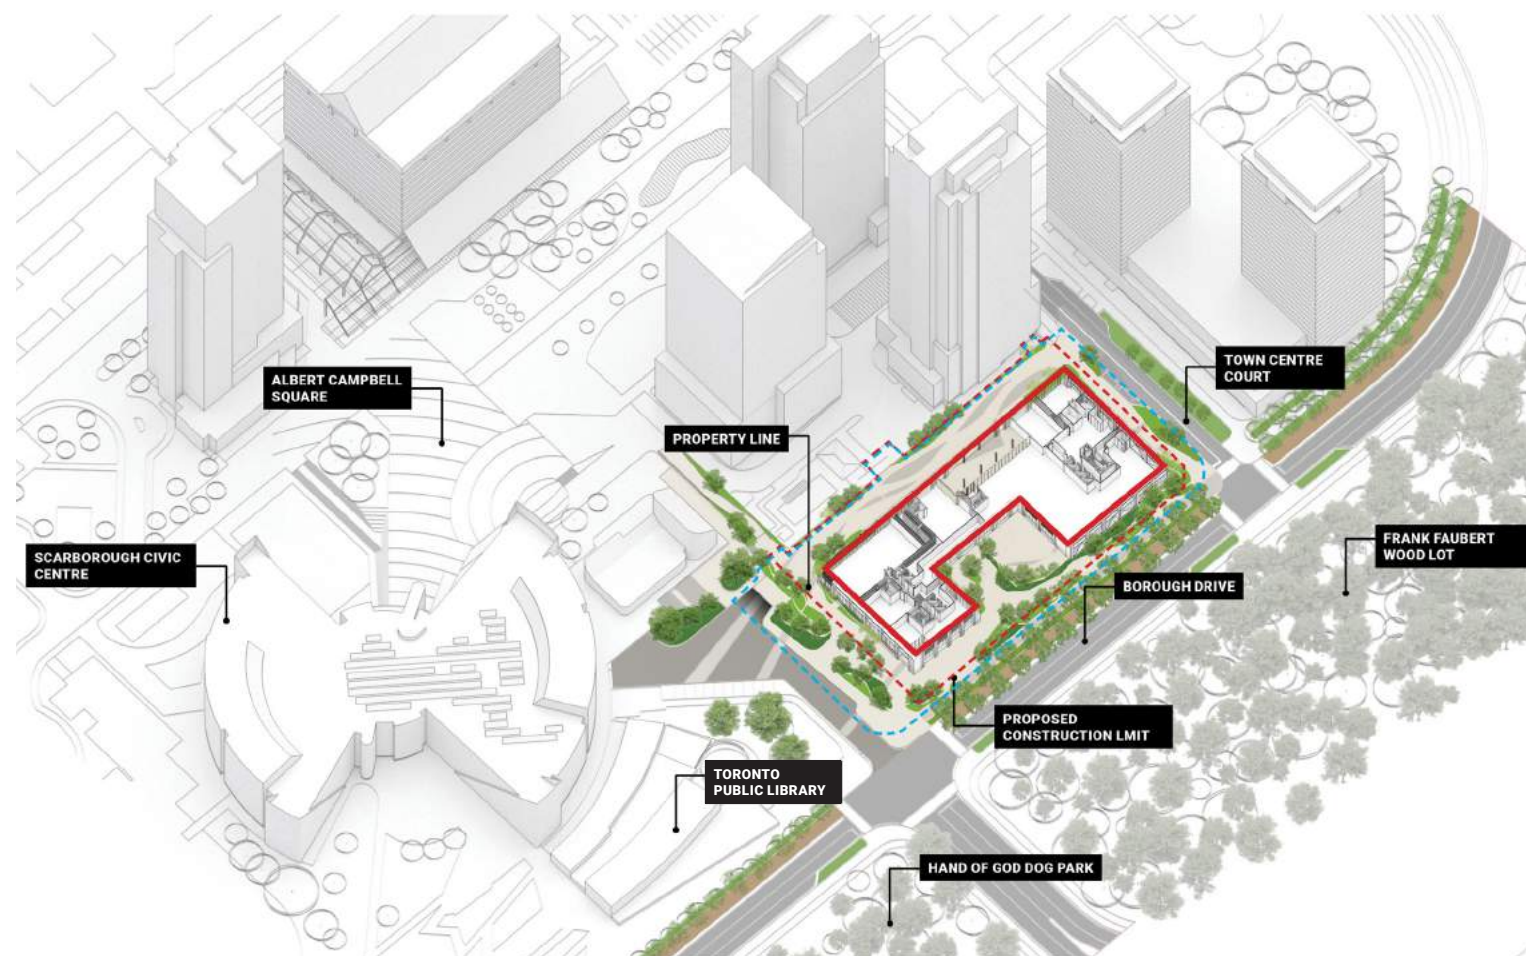 TOWN CENTRE
COURT
ALBERT CAMPBELL
SQUARE
PROPERTY LINE
FRANK FAUBERT
WOOD LOT
SCARBOROUGH CIVIC
CENTRE
BOROUGH DRIVE
PROPOSED
CONSTRUCTION LMIT
TORONTO
PUBLIC LIBRARY
HAND OF GOD DOG PARK